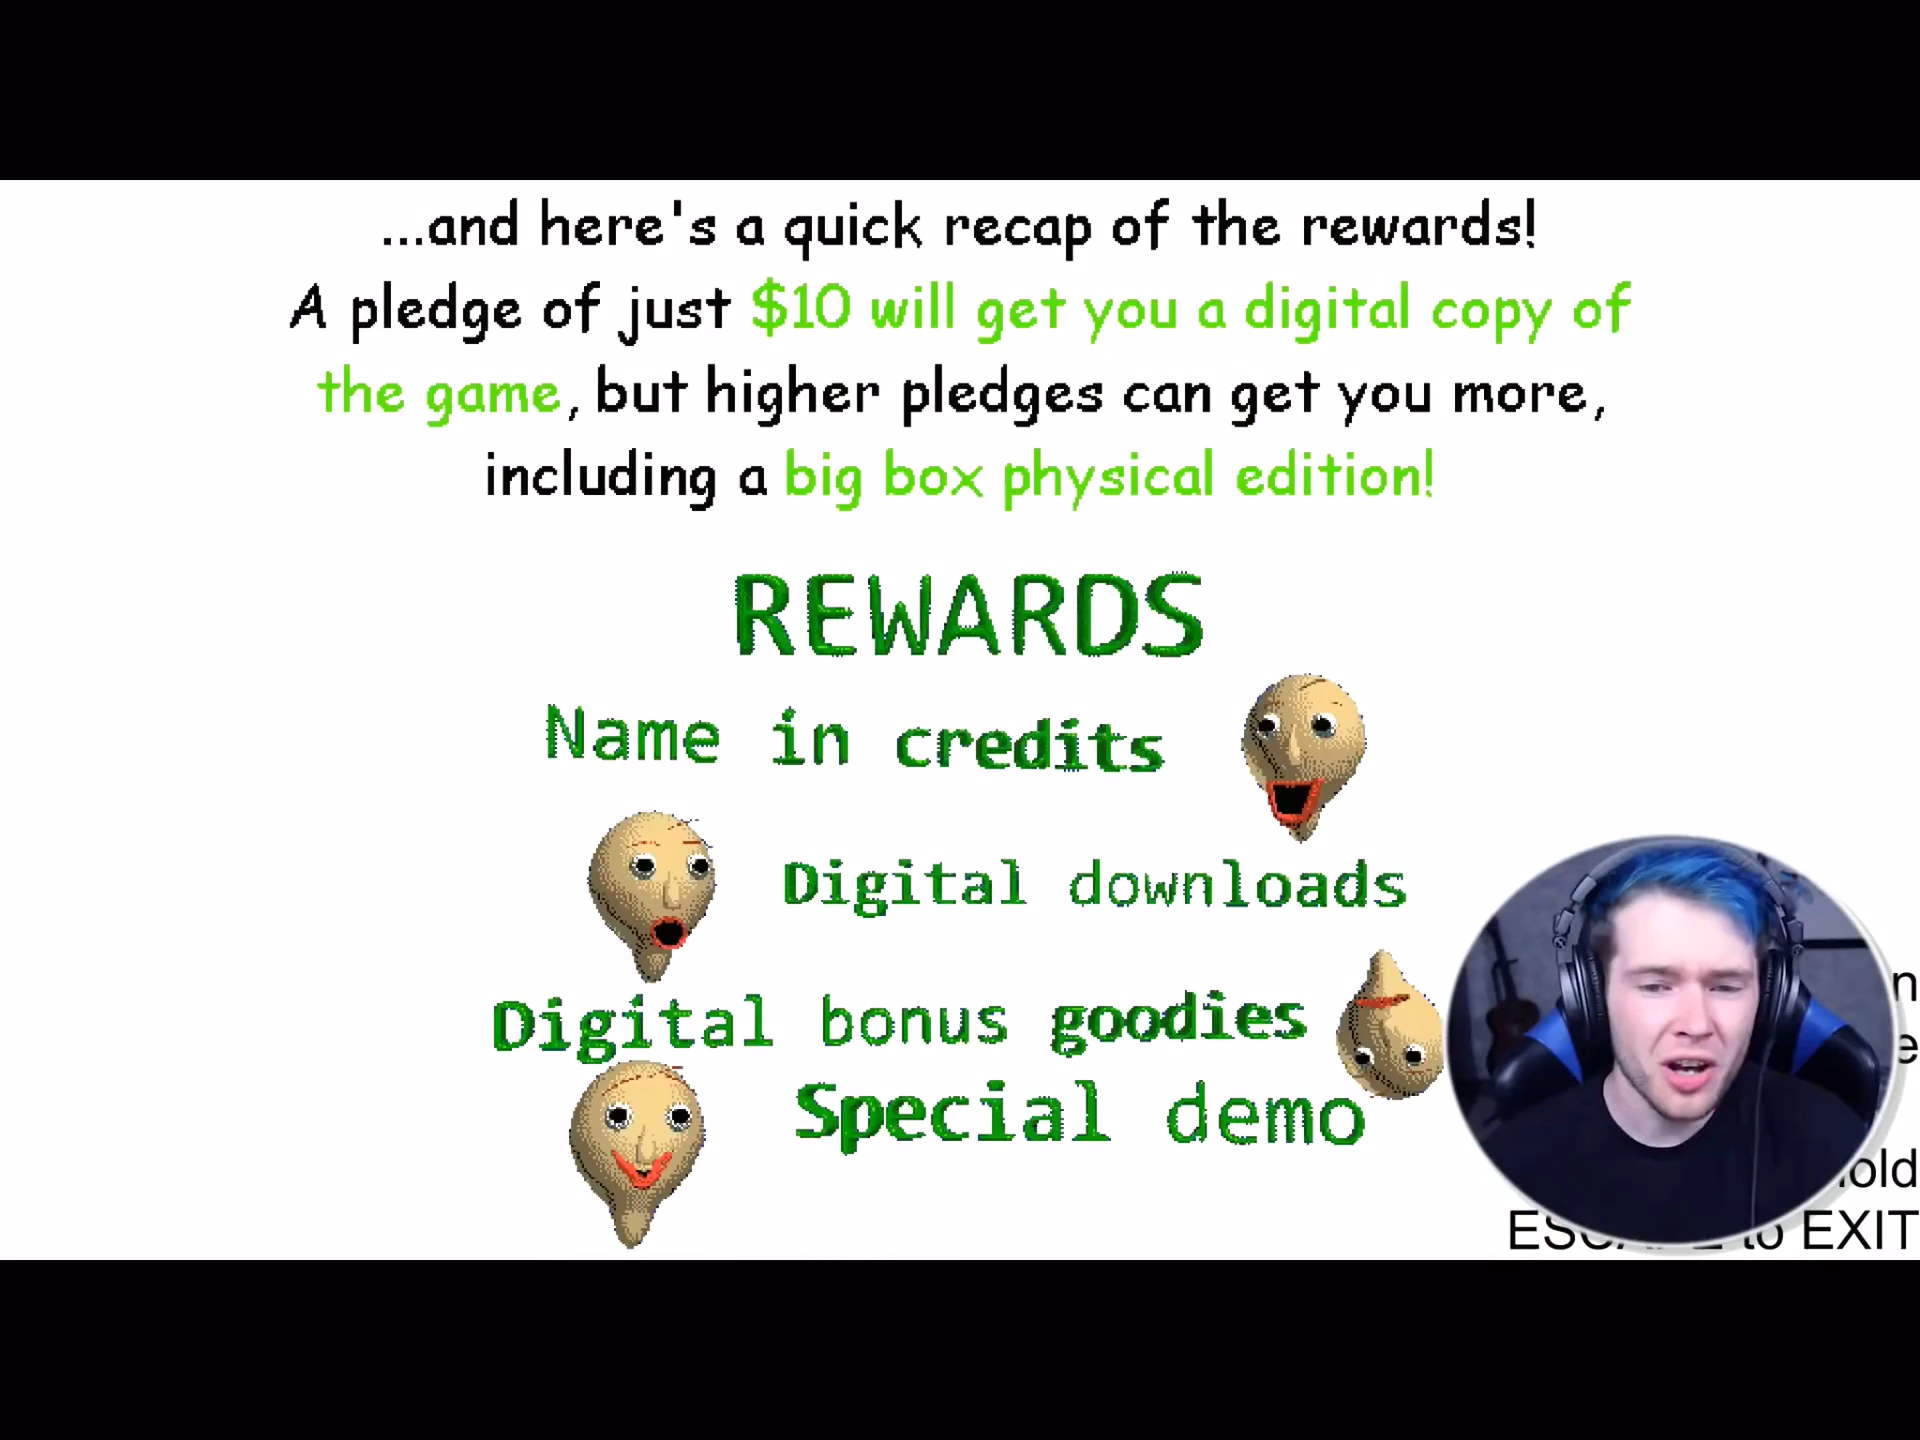 ...and here's a quick recap of the rewards!
A pledge of just $10 will get you a digital copy of
the game, but higher pledges can get you more,
including a big box physical edition!
REWARDS
Name in credits
Digital downloads
Digital bonus goodies
Special demo
to EXIT